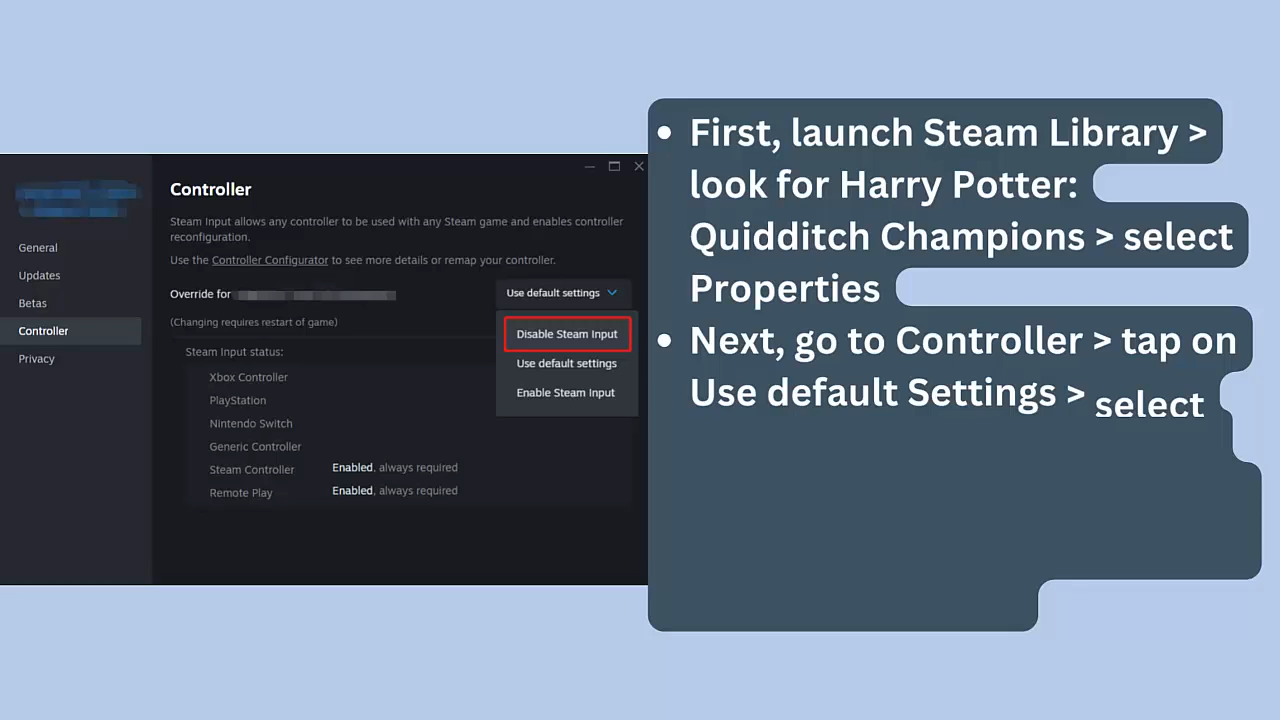 Controller
Steam Input allows any controller to be used with any Steam game and enables controller
reconfiguration.
Use the Controller Configurator to see more details or remap your controller.
Override for
Use default settings
(Changing requires restart of game)
Disable Steam Input
Use default settings
Enable Steam Input
Steam Input status:
Xbox Controller
PlayStation
Nintendo Switch
Generic Controller
Steam Controller Enabled, always required
Remote Play Enabled, always required
General
Updates
Betas
Controller
Privacy
• First, launch Steam Library >
look for Harry Potter:
Quidditch Champions > select
Properties
• Next, go to Controller > tap on
Use default Settings > select